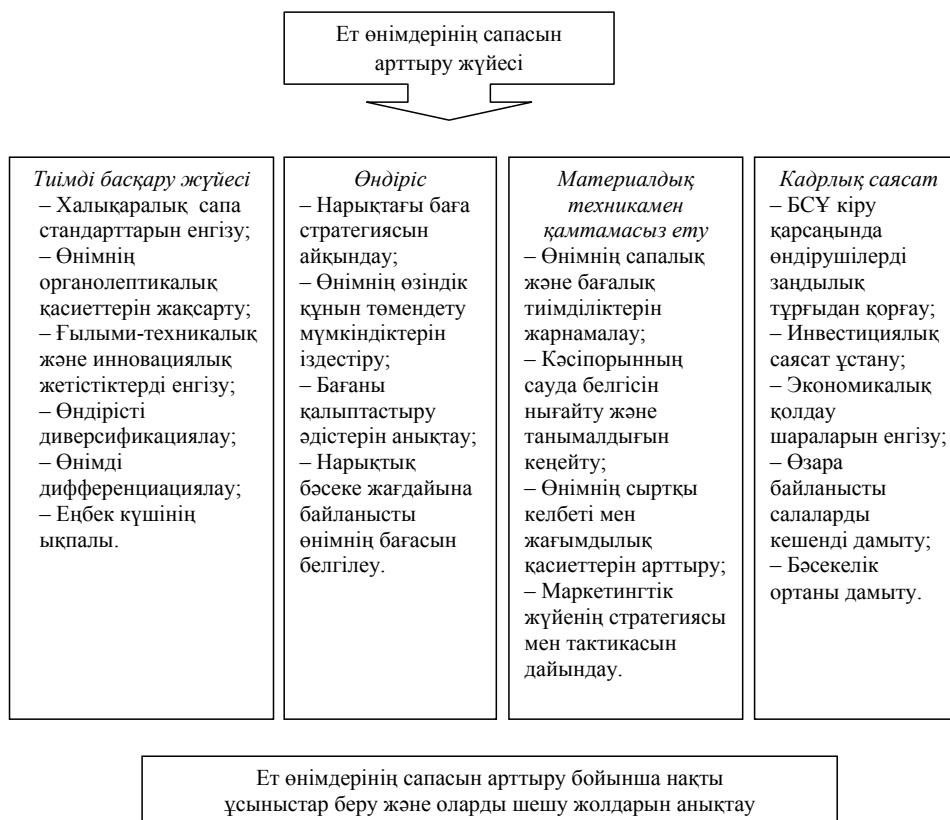 Ет өнімдерінің сапасын
арттыру жүйесі
Тиімді басқару жүйесі
– Халықаралық сапа
стандарттарын енгізу;
– Өнімнің
органолептикалық
қасиеттерін жақсарту;
– Ғылыми-техникалық
және инновациялық
жетістіктерді енгізу;
– Өндірісті
диверсификациялау;
– Өнімді
дифференциациялау;
– Еңбек күшінің
ықпалы.
Өндіріс
– Нарықтағы баға
стратегиясын
айқындау;
– Өнімнің өзіндік
құнын төмендету
мүмкіндіктерін
іздестіру;
– Бағаны
қалыптастыру
әдістерін анықтау;
– Нарықтық
бәсеке жағдайына
байланысты
өнімнің бағасын
белгілеу.
Материалдық
техникамен
қамтамасыз ету
– Өнімнің сапалық
және бағалық
тиімділіктерін
жарнамалау;
– Кәсіпорынның
сауда белгісін
нығайту және
танымалдығын
кеңейту;
– Өнімнің сыртқы
келбеті мен
жағымдылық
қасиеттерін арттыру;
– Маркетингтік
жүйенің стратегиясы
мен тактикасын
дайындау.
Кадрлық саясат
– БСҰ кіру
қарсаңында
өндірушілерді
заңдылық
тұрғыдан қорғау;
– Инвестициялық
саясат ұстану;
– Экономикалық
қолдау
шараларын енгізу;
– Өзара
байланысты
салаларды
кешенді дамыту;
– Бәсекелік
ортаны дамыту.
Ет өнімдерінің сапасын арттыру бойынша нақты
ұсыныстар беру және оларды шешу жолдарын анықтау